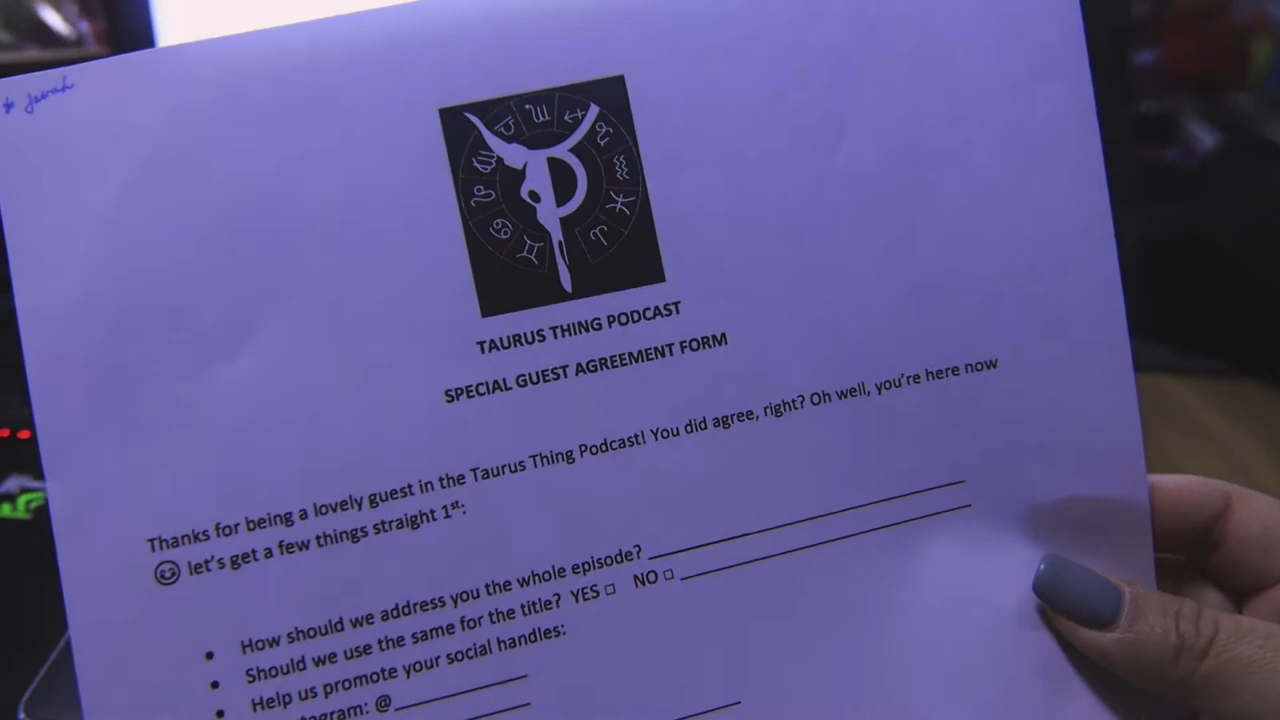 TAURUS THING PODCAST
SPECIAL GUEST AGREEMENT FORM
Thanks for being a lovely guest in the Taurus Thing Podcast! You did agree, right? Oh well, you're here now
☺ let's get a few things straight 1st:
• How should we address you the whole episode?
• Should we use the same for the title? YES □ NO □
• Help us promote your social handles:
tagram: @